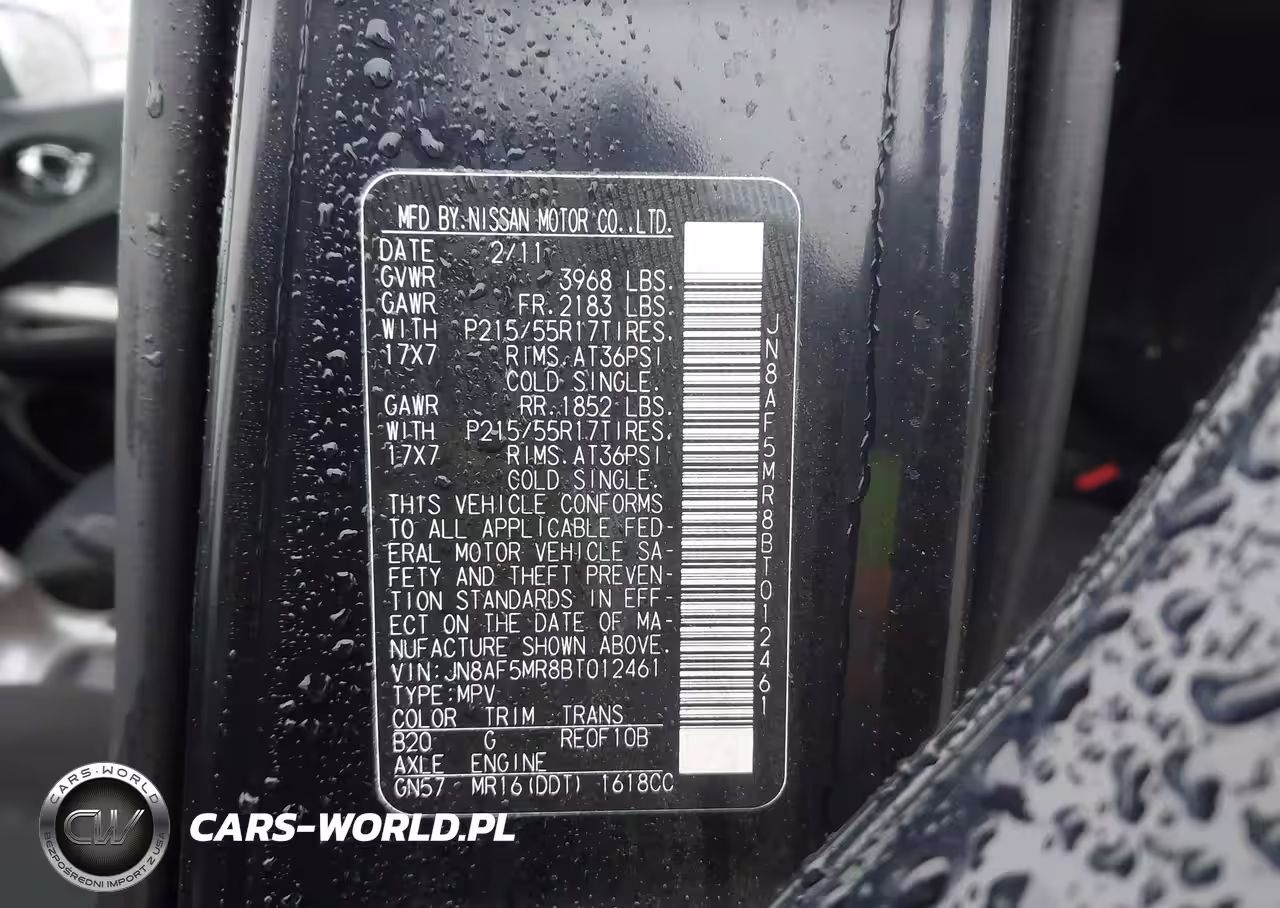 MFD BY.NISSAN MOTOR CO.,LTD.
DATE 2/11
GVWR 3968 LBS.
GAWR FR.2183 LBS.
WITH P215/55R17TIRES.
17X7 RIMS.AT36PSI
COLD SINGLE.
GAWR RR.1852 LBS.
WITH P215/55R17TIRES.
17X7 RIMS.AT36PSI
COLD SINGLE.
THIS VEHICLE CONFORMS
TO ALL APPLICABLE FED-
ERAL MOTOR VEHICLE SA-
FETY AND THEFT PREVEN-
TION STANDARDS IN EFF-
ECT ON THE DATE OF MA-
NUFACTURE SHOWN ABOVE.
VIN:JN8AF5MR8BT012461
TYPE:MPV
COLOR TRIM TRANS
B20 G RE0F10B
AXLE ENGINE
GN57 MR16(DDT) 1618CC
JN8AF5MR8BT012461
CARS-WORLD
CW
BEZPOŚREDNI IMPORT Z USA
CARS-WORLD.PL